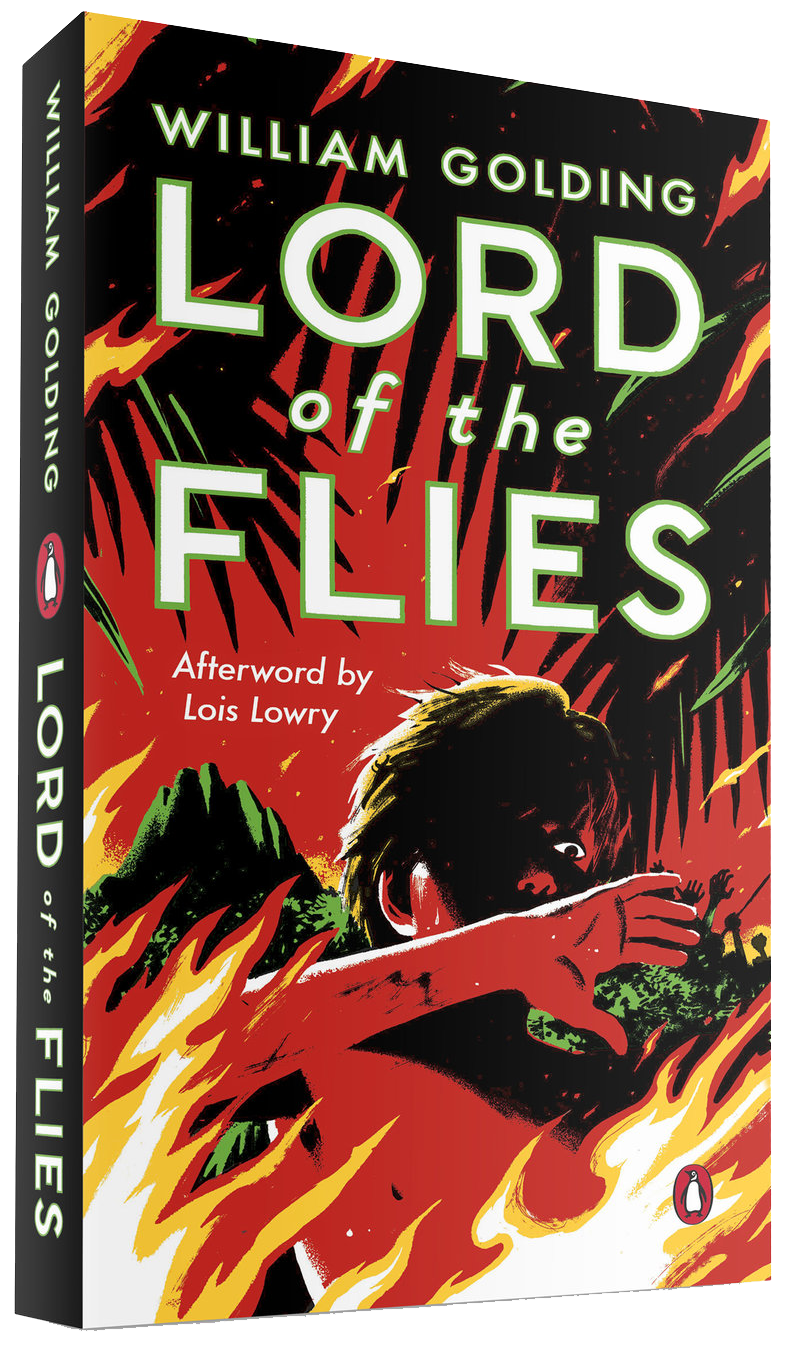 WILLIAM GOLDING
LORD
of the
FLIES
Afterword by
Lois Lowry
WILLIAM GOLDING
LORD of the FLIES